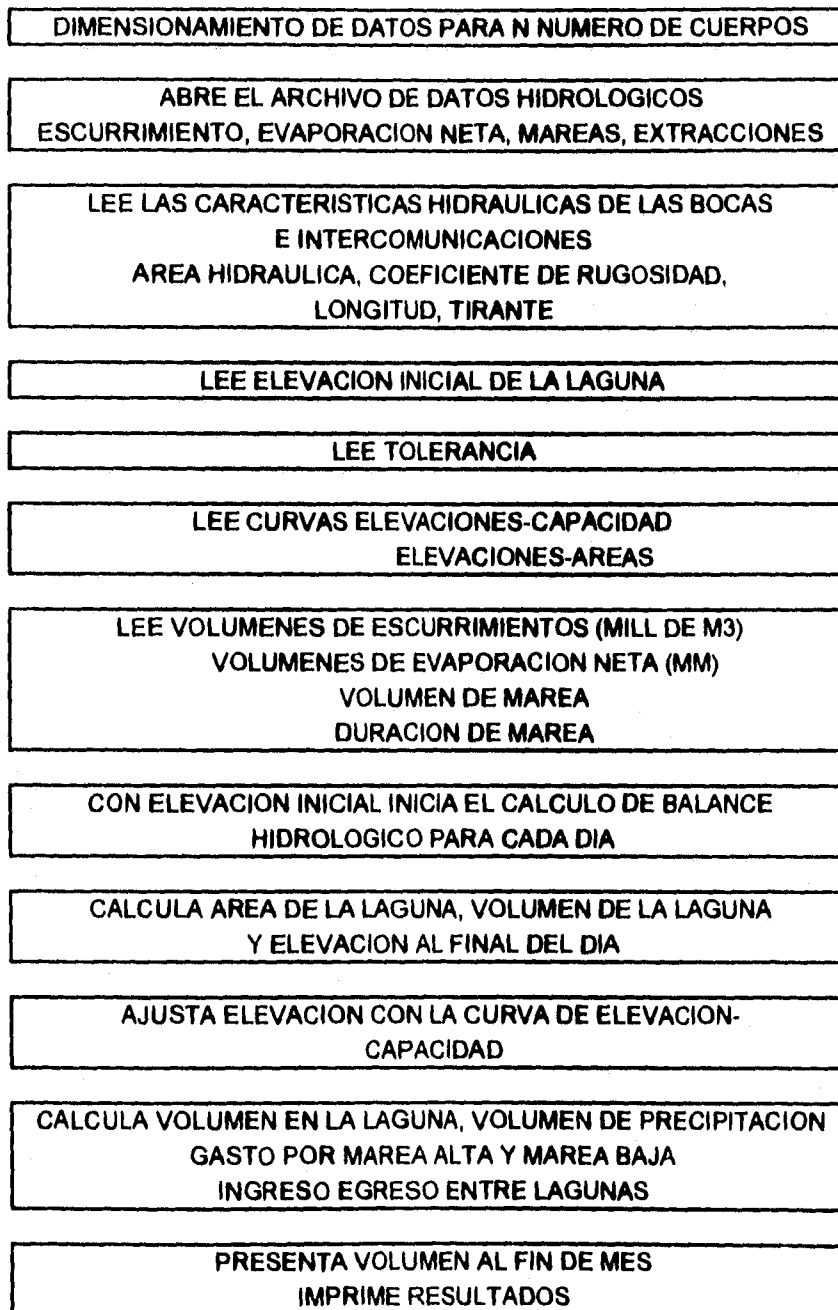 DIMENSIONAMIENTO DE DATOS PARA N NUMERO DE CUERPOS
ABRE EL ARCHIVO DE DATOS HIDROLOGICOS
ESCURRIMIENTO, EVAPORACION NETA, MAREAS, EXTRACCIONES
LEE LAS CARACTERISTICAS HIDRAULICAS DE LAS BOCAS
E INTERCOMUNICACIONES
AREA HIDRAULICA, COEFICIENTE DE RUGOSIDAD,
LONGITUD, TIRANTE
LEE ELEVACION INICIAL DE LA LAGUNA
LEE TOLERANCIA
LEE CURVAS ELEVACIONES-CAPACIDAD
ELEVACIONES-AREAS
LEE VOLUMENES DE ESCURRIMIENTOS (MILL DE M3)
VOLUMENES DE EVAPORACION NETA (MM)
VOLUMEN DE MAREA
DURACION DE MAREA
CON ELEVACION INICIAL INICIA EL CALCULO DE BALANCE
HIDROLOGICO PARA CADA DIA
CALCULA AREA DE LA LAGUNA, VOLUMEN DE LA LAGUNA
Y ELEVACION AL FINAL DEL DIA
AJUSTA ELEVACION CON LA CURVA DE ELEVACION-
CAPACIDAD
CALCULA VOLUMEN EN LA LAGUNA, VOLUMEN DE PRECIPITACION
GASTO POR MAREA ALTA Y MAREA BAJA
INGRESO EGRESO ENTRE LAGUNAS
PRESENTA VOLUMEN AL FIN DE MES
IMPRIME RESULTADOS